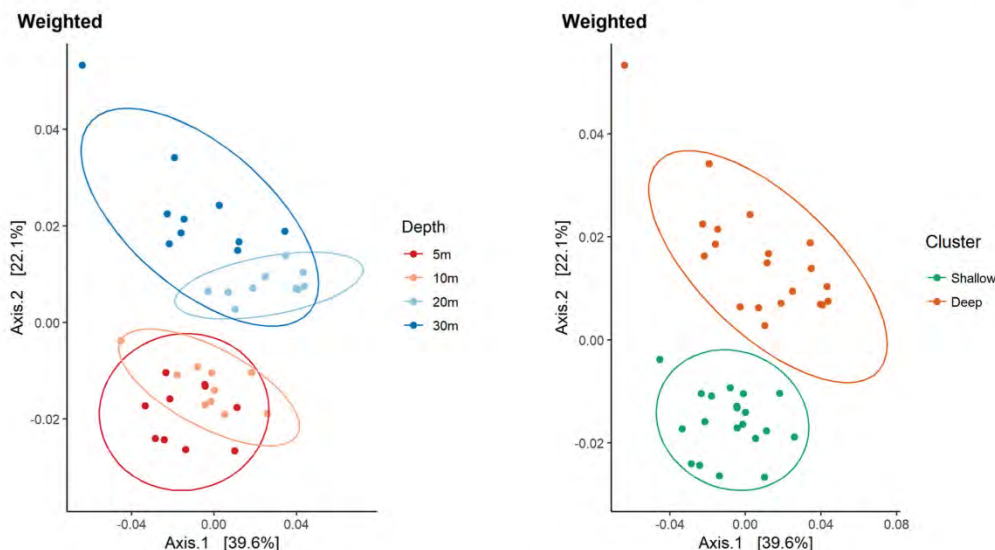 Weighted
0.04
0.02
0.00
-0.02
-0.04
0.00
0.04
Axis.2 [22.1%]
Axis.1 [39.6%]
Depth
5m
10m
20m
30m
Weighted
0.04
0.02
0.00
-0.02
-0.04
0.00
0.04
0.08
Axis.2 [22.1%]
Axis.1 [39.6%]
Cluster
Shallow
Deep